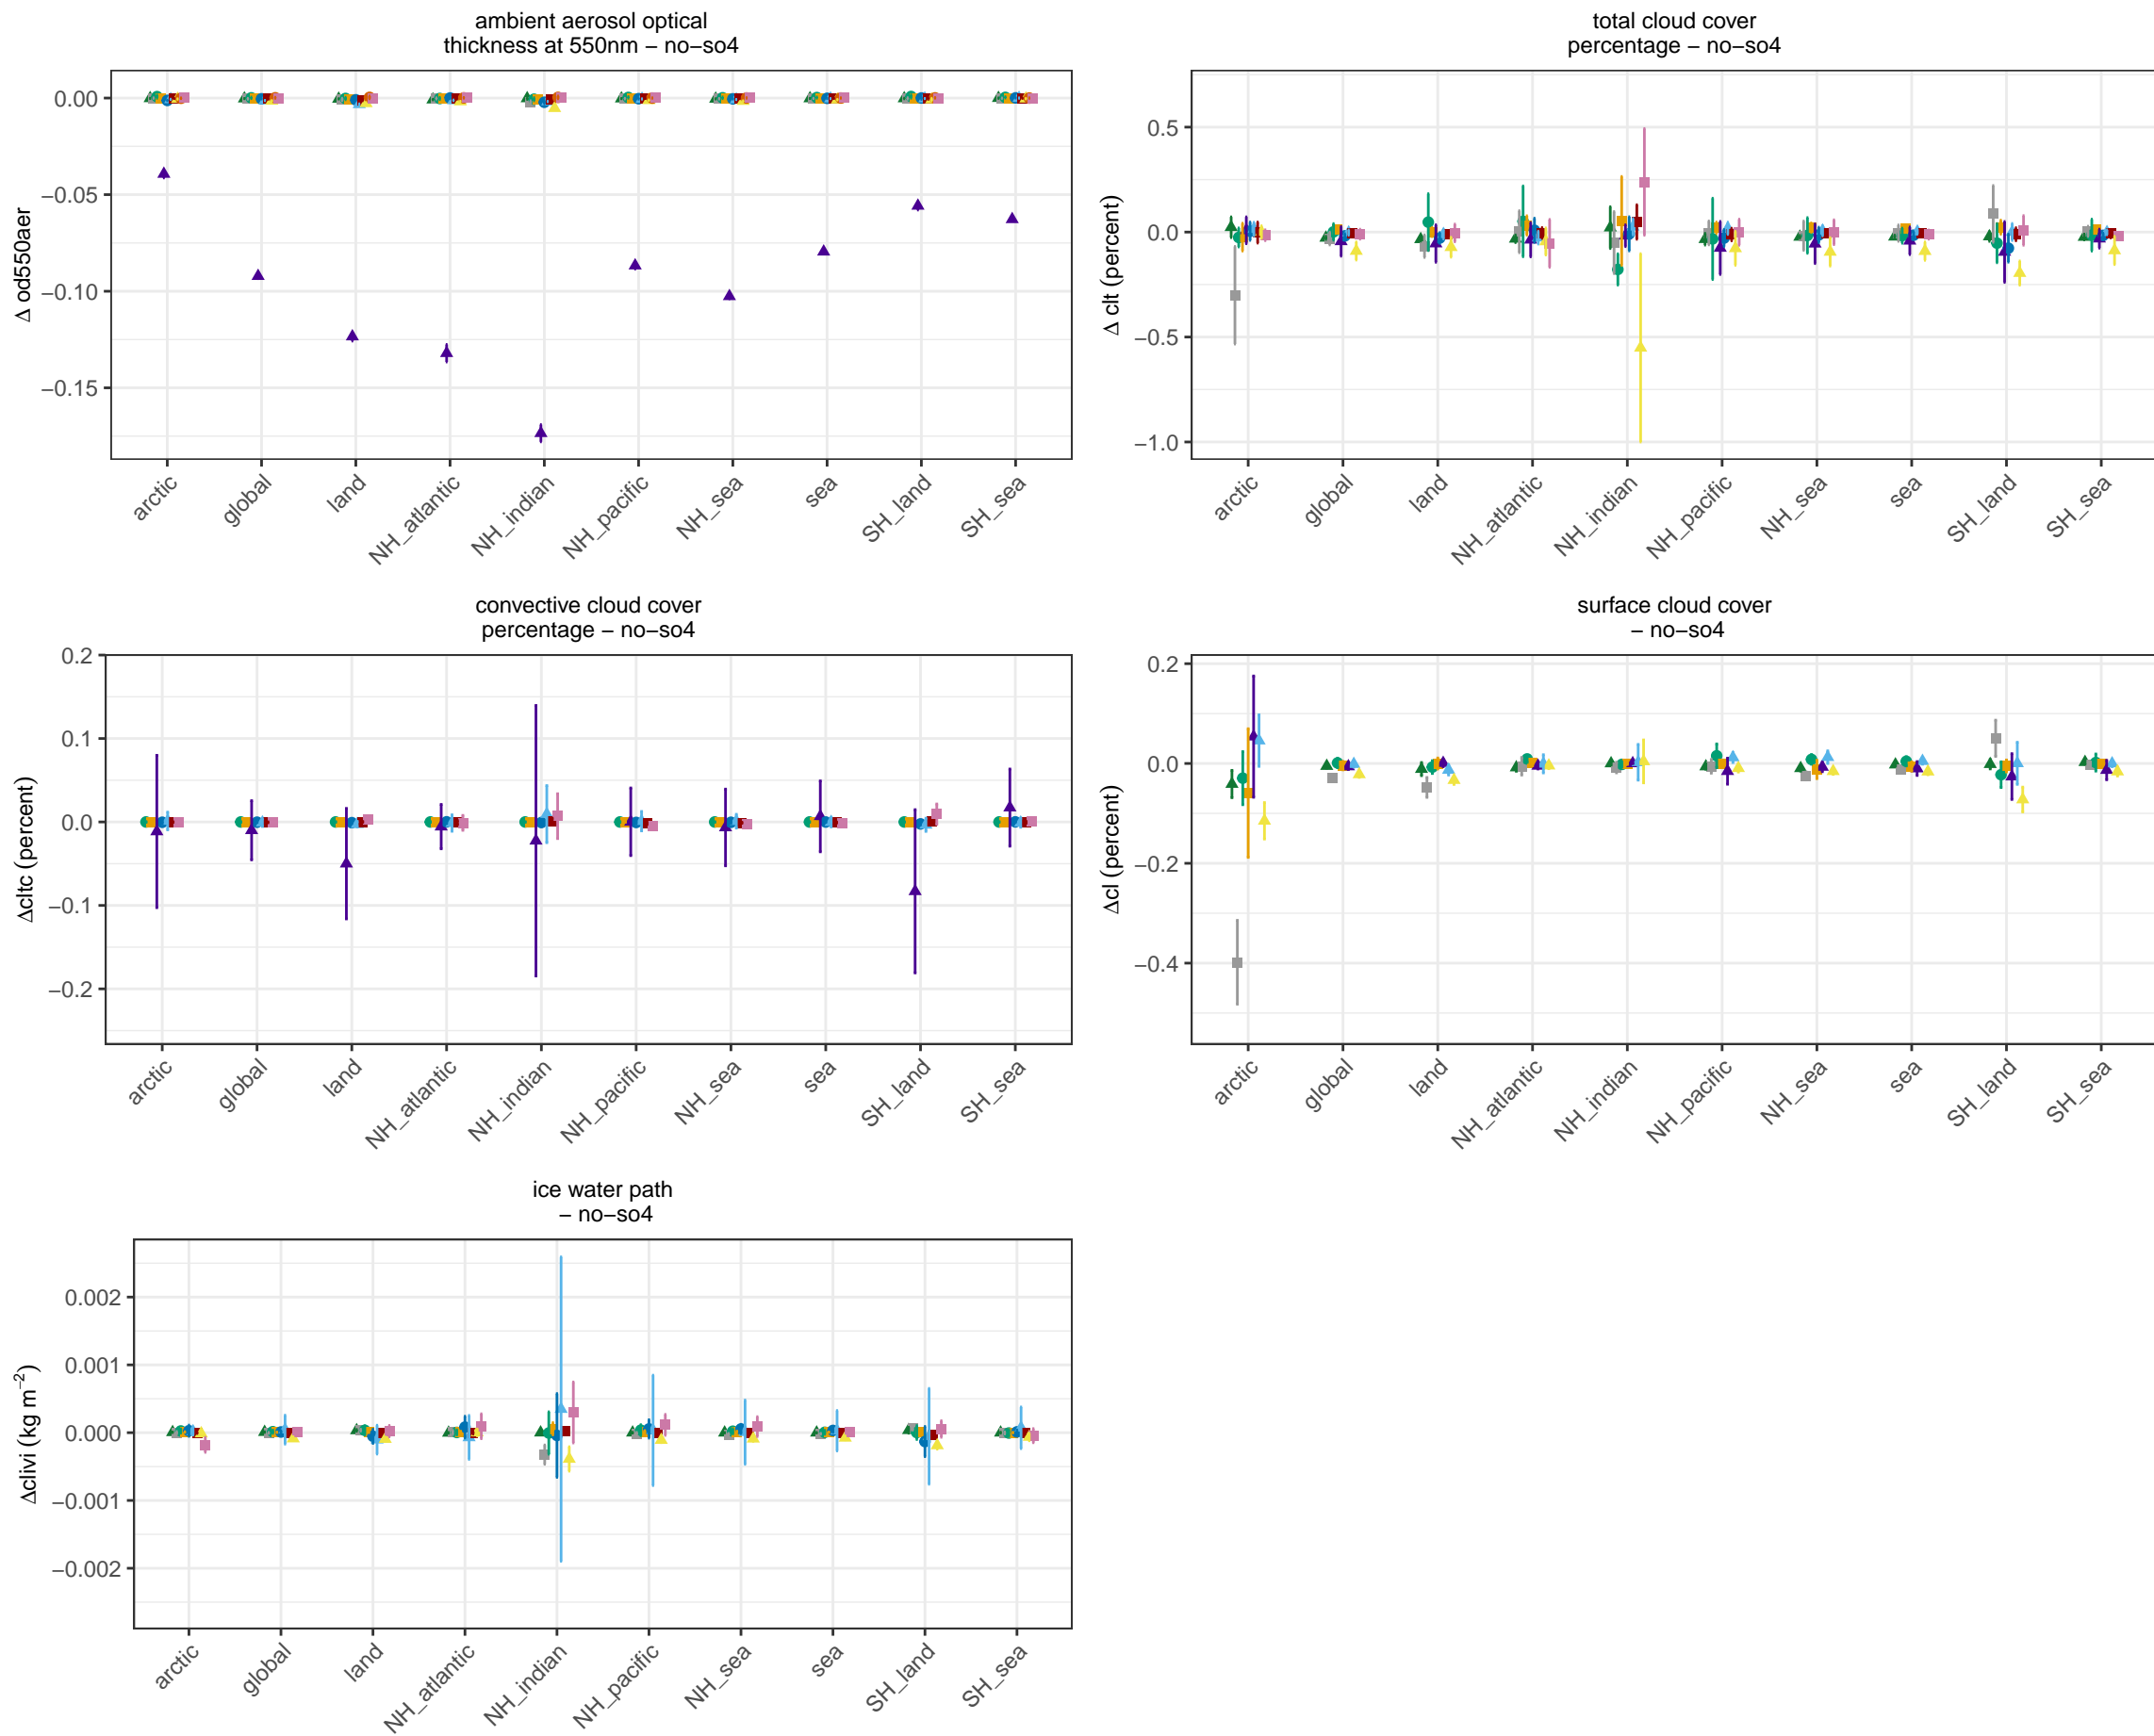 ambient aerosol optical
thickness at 550nm − no−so4
Δ od550aer
0.00
−0.05
−0.10
−0.15
arctic
global
land
NH_atlantic
NH_indian
NH_pacific
NH_sea
sea
SH_land
SH_sea
total cloud cover
percentage − no−so4
Δ clt (percent)
0.5
0.0
−0.5
−1.0
arctic
global
land
NH_atlantic
NH_indian
NH_pacific
NH_sea
sea
SH_land
SH_sea
convective cloud cover
percentage − no−so4
Δcltc (percent)
0.2
0.1
0.0
−0.1
−0.2
arctic
global
land
NH_atlantic
NH_indian
NH_pacific
NH_sea
sea
SH_land
SH_sea
surface cloud cover
− no−so4
Δcl (percent)
0.2
0.0
−0.2
−0.4
arctic
global
land
NH_atlantic
NH_indian
NH_pacific
NH_sea
sea
SH_land
SH_sea
ice water path
− no−so4
Δclivi (kg m⁻²)
0.002
0.001
0.000
−0.001
−0.002
arctic
global
land
NH_atlantic
NH_indian
NH_pacific
NH_sea
sea
SH_land
SH_sea